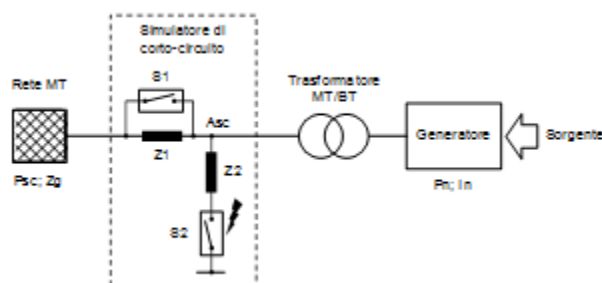 Simulatore di
corto-circuito
S1
Rete MT
Trasformatore
MT/BT
Asc
Generatore
Sorgente
Z1
Z2
Psc; Zg
Pn; In
S2